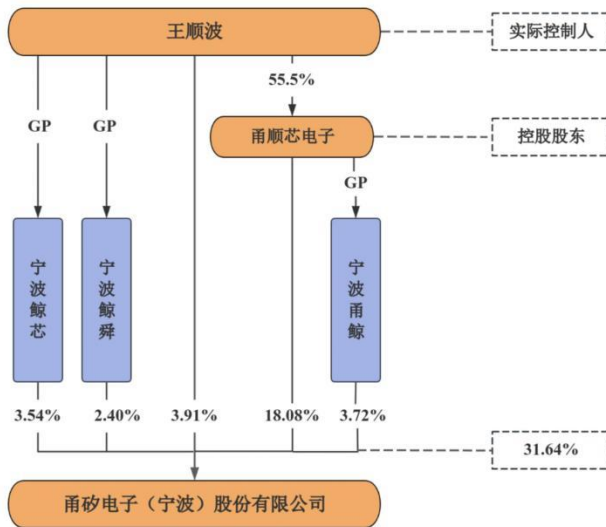 王顺波
实际控制人
55.5%
GP
GP
甬顺芯电子
控股股东
GP
宁波鲸芯
宁波鲸舜
宁波甬鲸
3.54%
2.40%
3.91%
18.08%
3.72%
31.64%
甬矽电子（宁波）股份有限公司